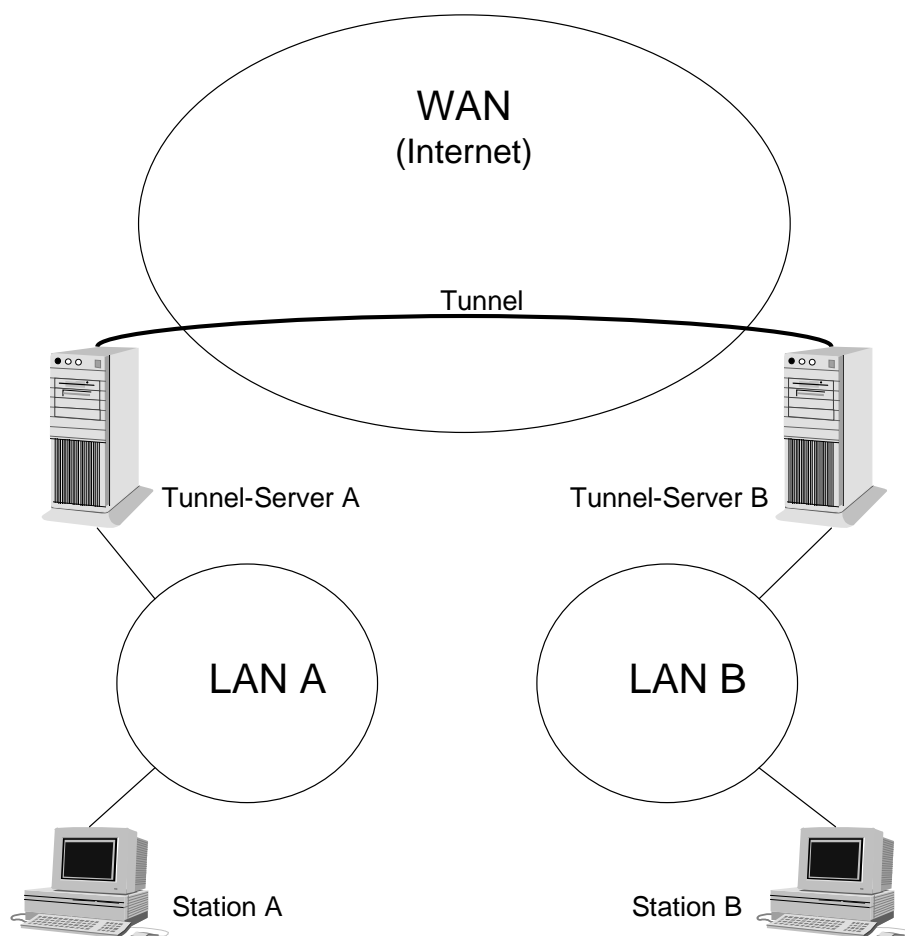 WAN
(Internet)
Tunnel
Tunnel-Server A
Tunnel-Server B
LAN A
LAN B
Station A
Station B